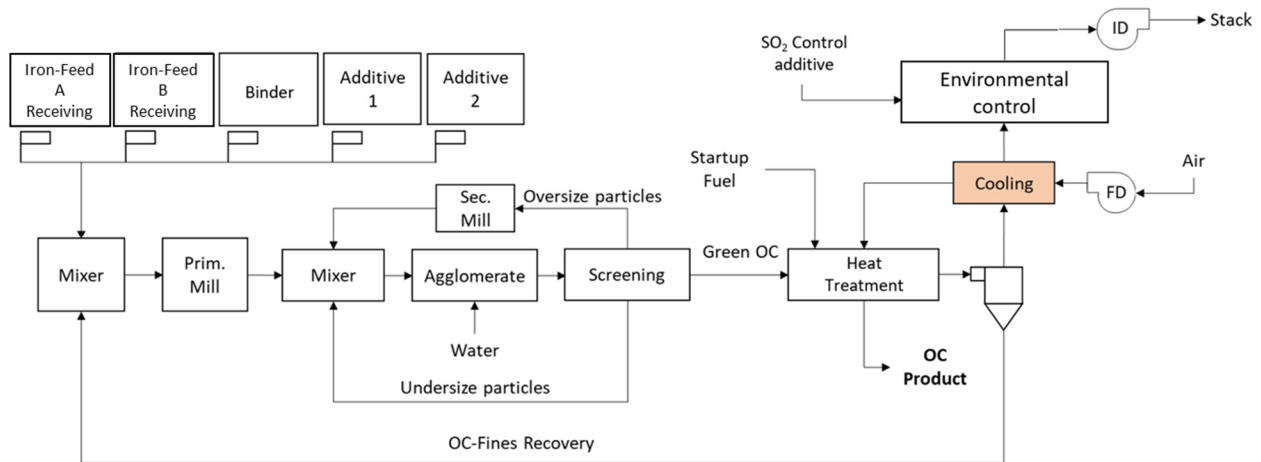 ID
Stack
SO₂ Control
additive
Environmental
control
Iron-Feed
A
Receiving
Iron-Feed
B
Receiving
Binder
Additive
1
Additive
2
Startup
Fuel
Cooling
FD
Air
Sec.
Mill
Oversize particles
Mixer
Prim.
Mill
Mixer
Agglomerate
Screening
Green OC
Heat
Treatment
Water
OC
Product
Undersize particles
OC-Fines Recovery